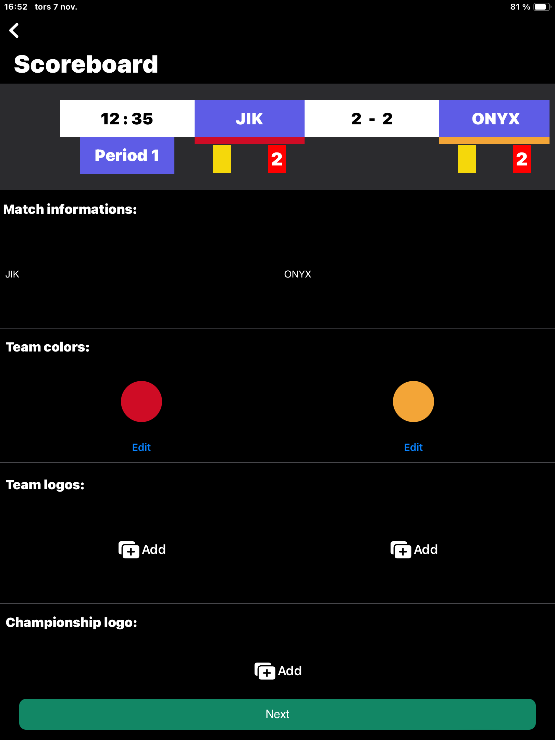 16:52 tors 7 nov. 81 %
Scoreboard
12:35 JIK 2 - 2 ONYX
Period 1 2 2
Match informations:
JIK ONYX
Team colors:
Edit Edit
Team logos:
Add Add
Championship logo:
Add
Next